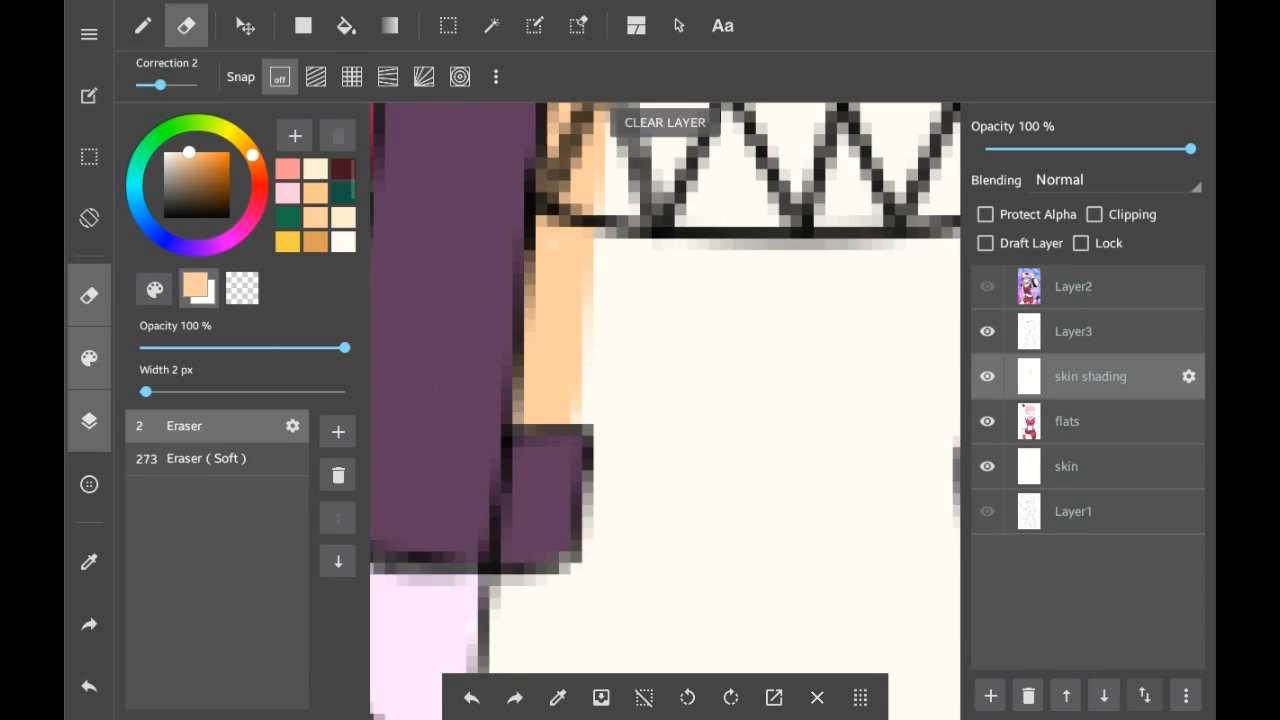 Aa
Correction 2
Snap
off
CLEAR LAYER
Opacity 100 %
Width 2 px
2 Eraser
273 Eraser ( Soft )
Opacity 100 %
Blending Normal
Protect Alpha Clipping
Draft Layer Lock
Layer2
Layer3
skin shading
flats
skin
Layer1